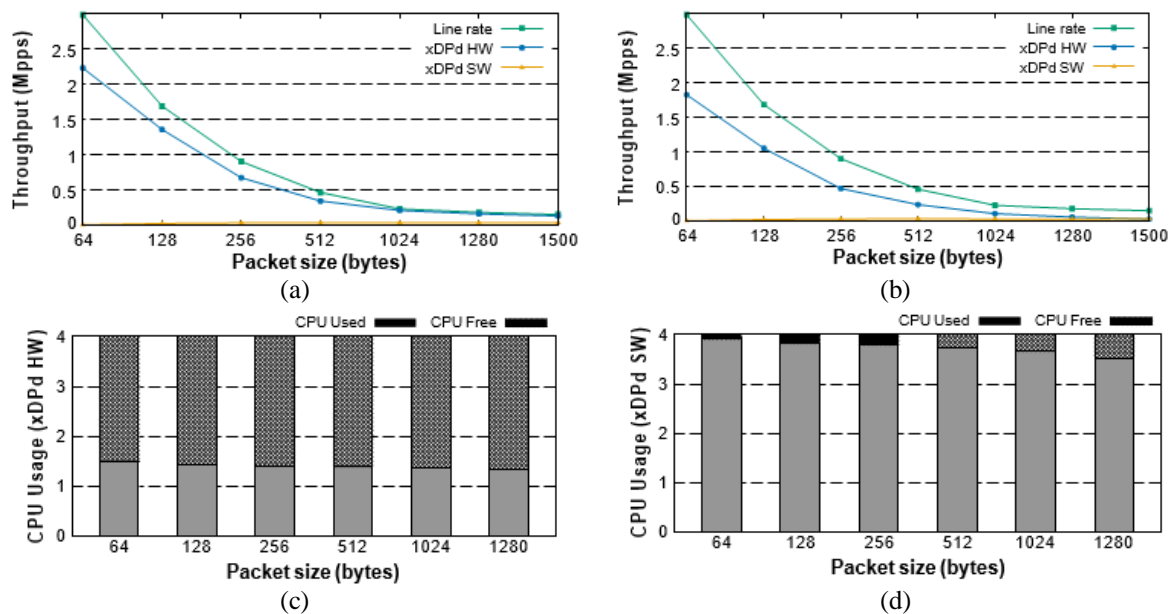 Line rate
xDPd HW
xDPd SW
Throughput (Mpps)
2.5
2
1.5
1
0.5
0
64 128 256 512 1024 1280 1500
Packet size (bytes)
(a)
Line rate
xDPd HW
xDPd SW
Throughput (Mpps)
2.5
2
1.5
1
0.5
0
64 128 256 512 1024 1280 1500
Packet size (bytes)
(b)
CPU Used CPU Free
CPU Usage (xDPd HW)
4
3
2
1
0
64 128 256 512 1024 1280
Packet size (bytes)
(c)
CPU Used CPU Free
CPU Usage (xDPd SW)
4
3
2
1
0
64 128 256 512 1024 1280
Packet size (bytes)
(d)